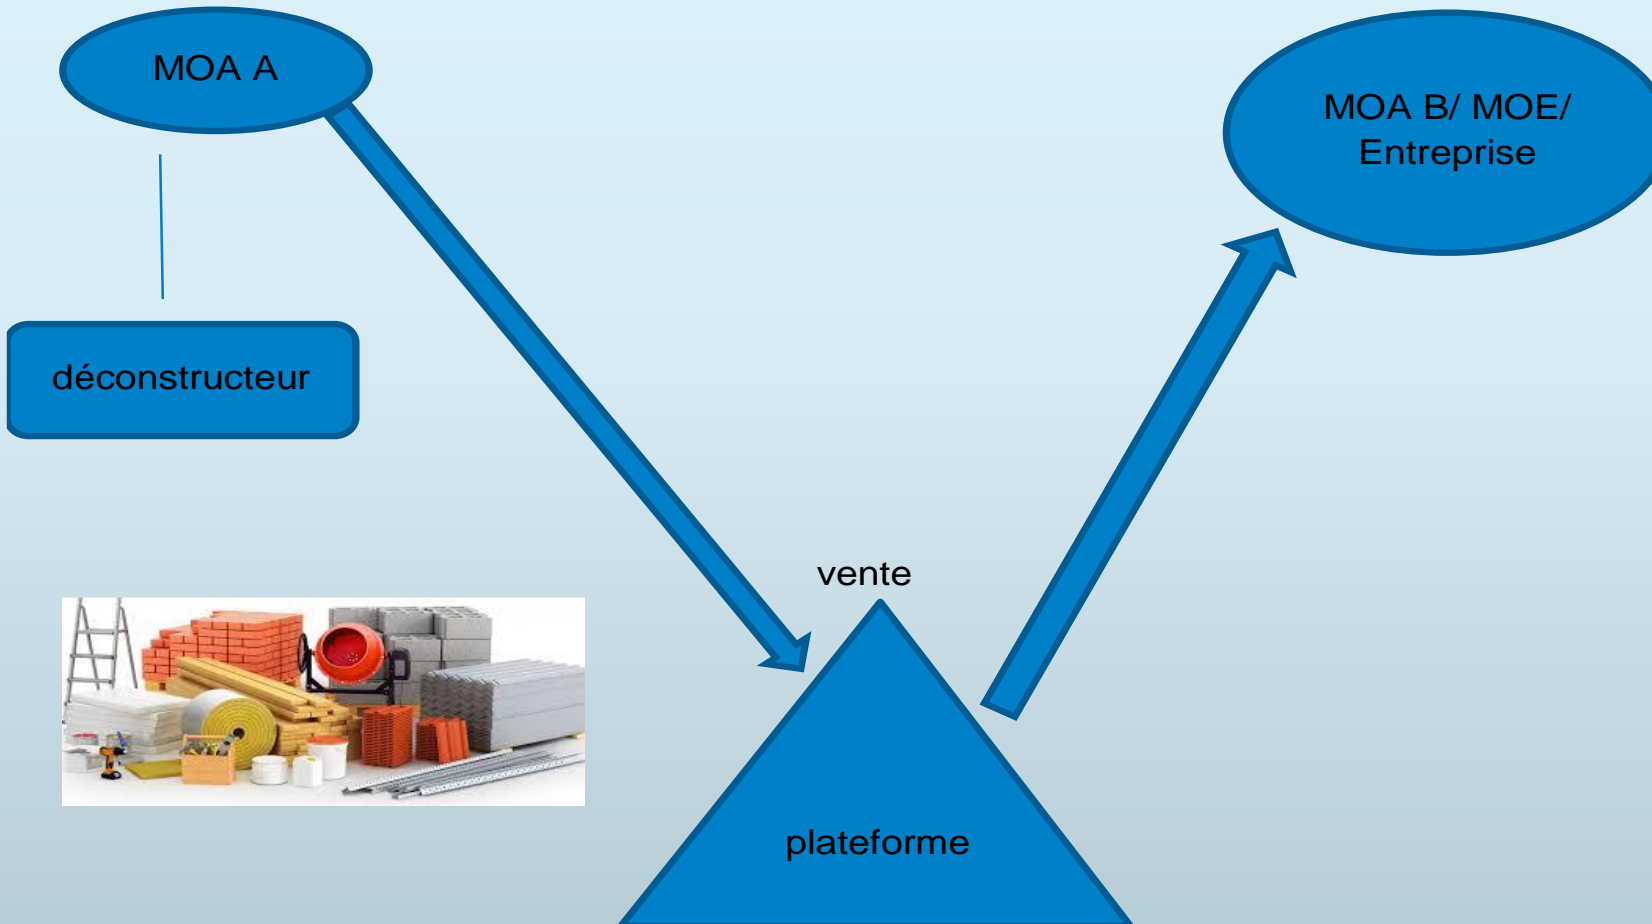 MOA A
MOA B/ MOE/
Entreprise
déconstructeur
vente
plateforme